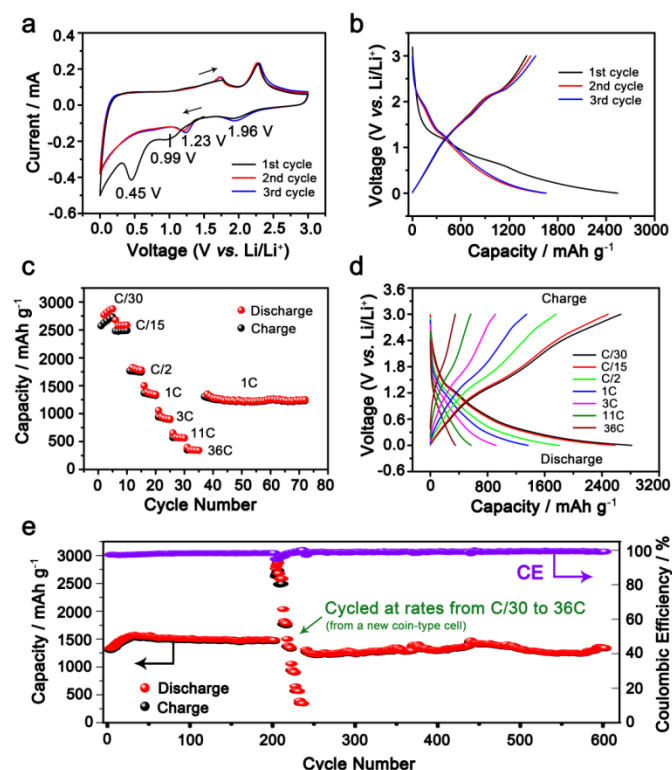 a
Current / mA
0.4
0.2
0.0
-0.2
-0.4
-0.6
0.45 V
0.99 V
1.23 V
1.96 V
1st cycle
2nd cycle
3rd cycle
0.0 0.5 1.0 1.5 2.0 2.5 3.0
Voltage (V vs. Li/Li⁺)
b
Voltage (V vs. Li/Li⁺)
4
3
2
1
0
1st cycle
2nd cycle
3rd cycle
0 600 1200 1800 2400 3000
Capacity / mAh g⁻¹
c
Capacity / mAh g⁻¹
3000
2500
2000
1500
1000
500
0
C/30
C/15
C/2
1C
3C
11C
36C
1C
Discharge
Charge
0 10 20 30 40 50 60 70 80
Cycle Number
d
Voltage (V vs. Li/Li⁺)
3.6
3.0
2.4
1.8
1.2
0.6
0.0
-0.6
Charge
C/30
C/15
C/2
1C
3C
11C
36C
Discharge
0 800 1600 2400 3200
Capacity / mAh g⁻¹
e
Capacity / mAh g⁻¹
3000
2500
2000
1500
1000
500
0
CE
Cycled at rates from C/30 to 36C
(from a new coin-type cell)
Discharge
Charge
0 100 200 300 400 500 600
Cycle Number
100
80
60
40
20
0
Coulombic Efficiency / %